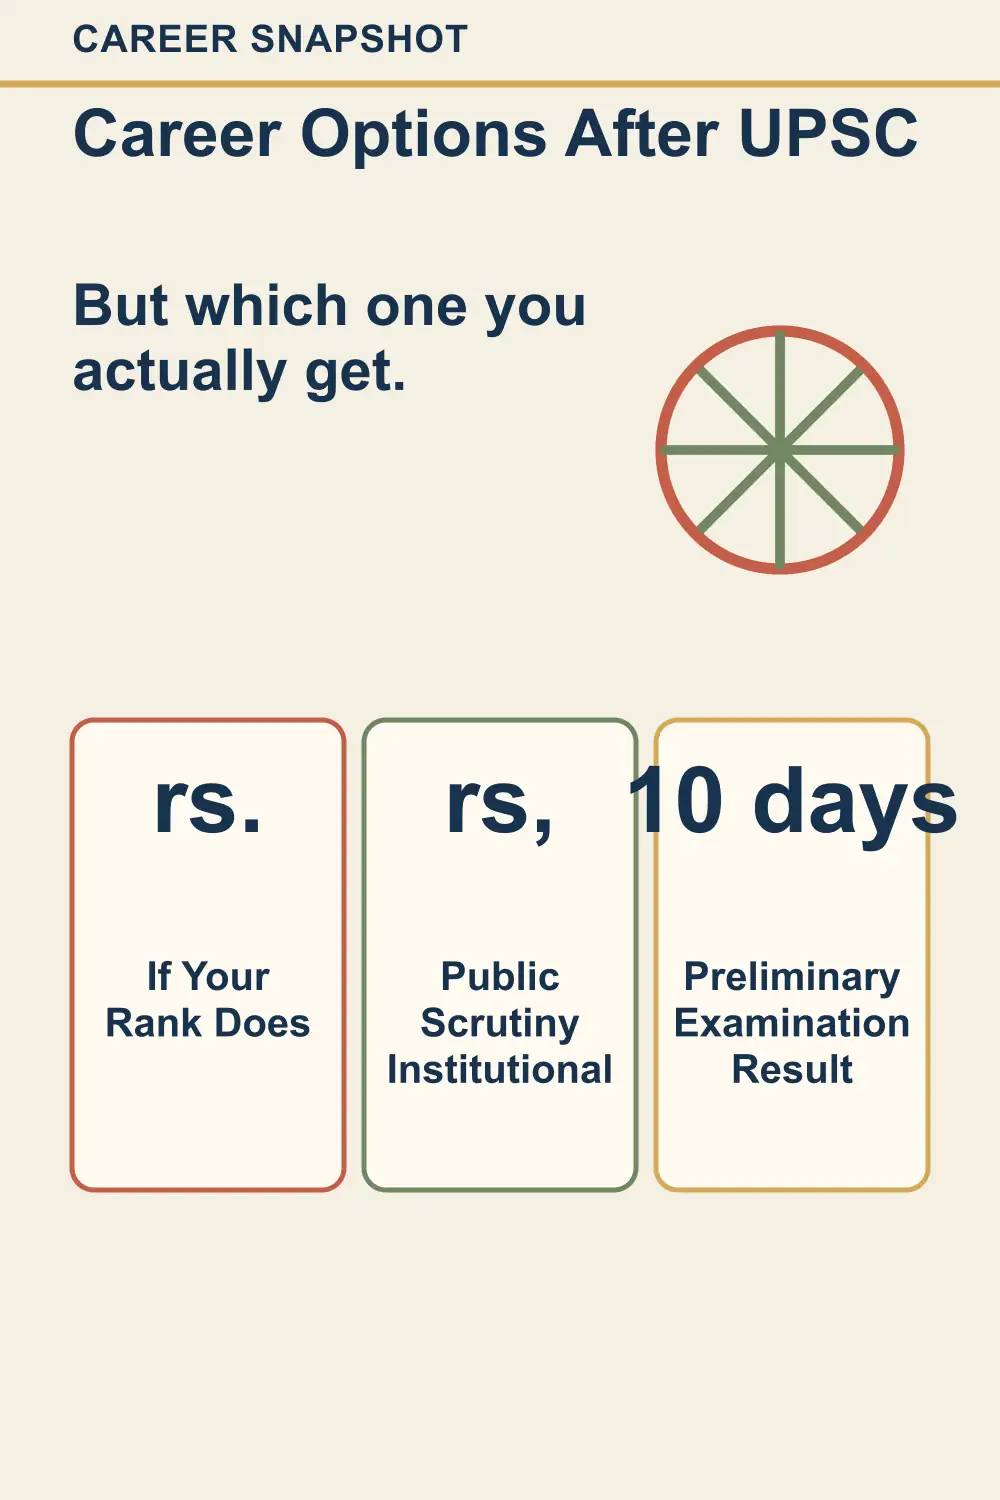 CAREER SNAPSHOT
Career Options After UPSC
But which one you
actually get.
rs.
If Your
Rank Does
rs,
Public
Scrutiny
Institutional
10 days
Preliminary
Examination
Result